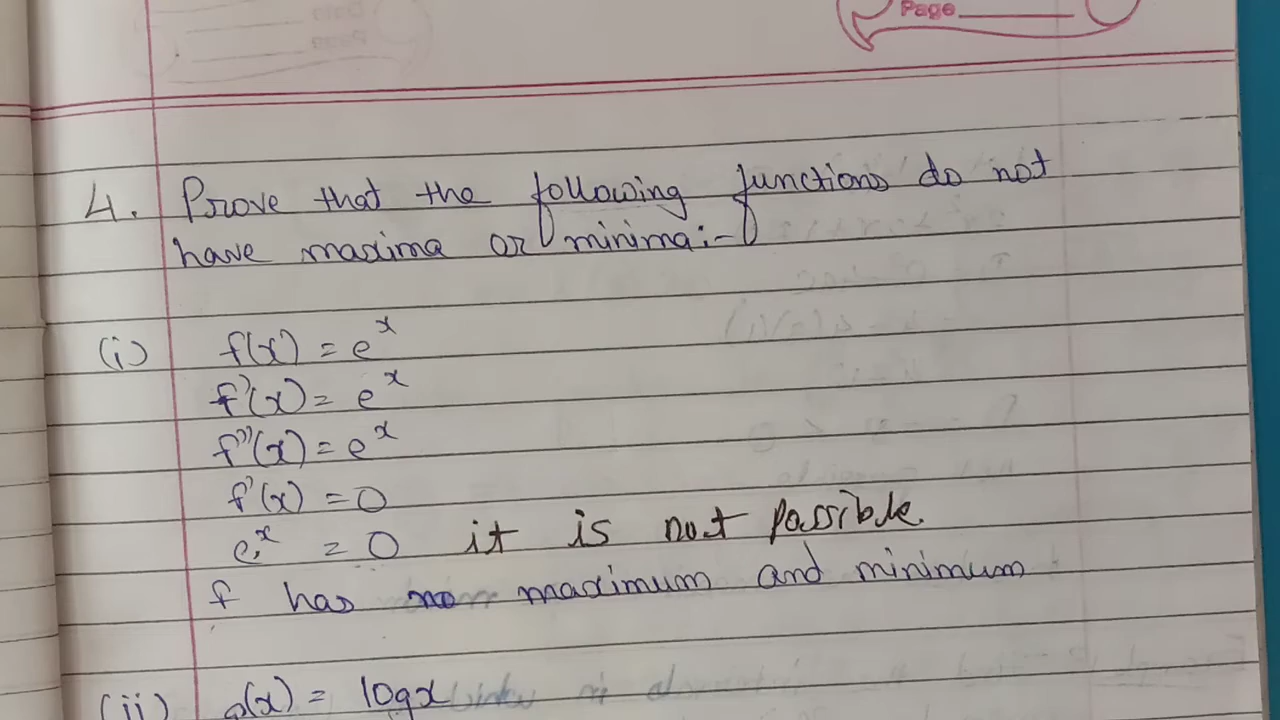 Page
4. Prove that the following functions do not
have maxima or minima:-
(i) f(x) = e^x
f'(x) = e^x
f''(x) = e^x
f'(x) = 0
e^x = 0 it is not possible.
f has no maximum and minimum
(ii) g(x) = logx